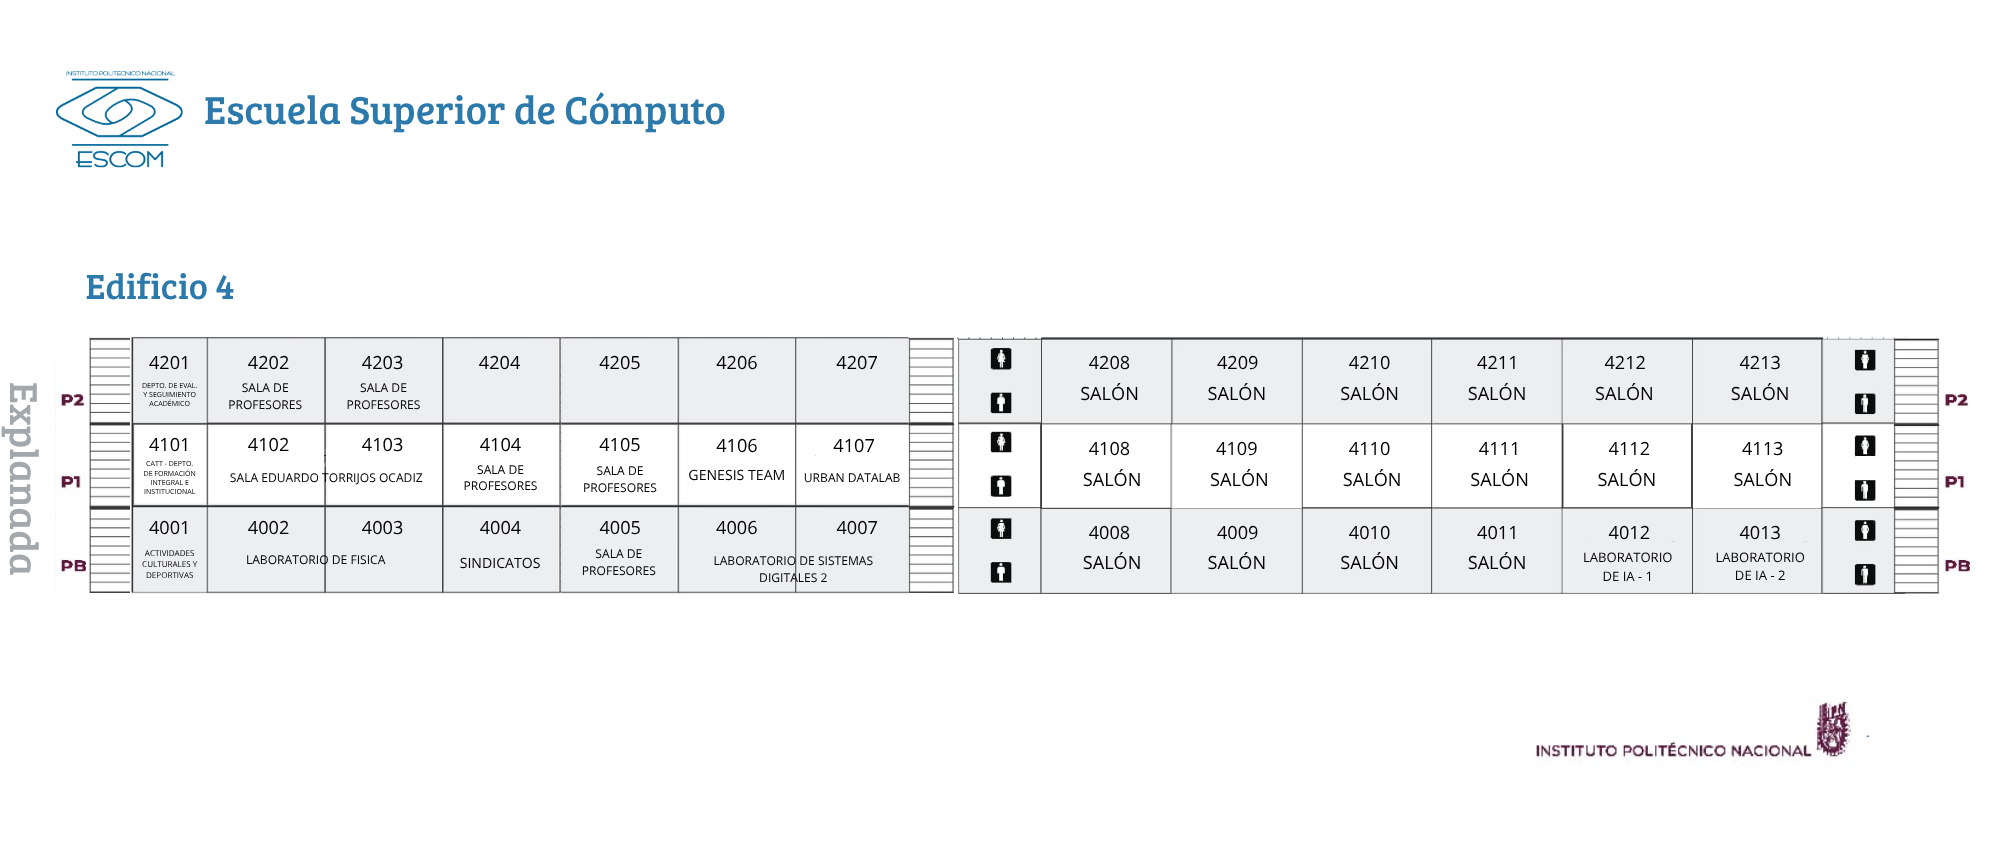 INSTITUTO POLITÉCNICO NACIONAL
ESCOM
Escuela Superior de Cómputo
Edificio 4
Explanada
P2
4201
DEPTO. DE EVAL.
Y SEGUIMIENTO
ACADÉMICO
4202
SALA DE
PROFESORES
4203
SALA DE
PROFESORES
4204
4205
4206
4207
4208
SALÓN
4209
SALÓN
4210
SALÓN
4211
SALÓN
4212
SALÓN
4213
SALÓN
P2
P1
4101
CATT - DEPTO.
DE FORMACIÓN
INTEGRAL E
INSTITUCIONAL
4102
4103
SALA EDUARDO TORRIJOS OCADIZ
4104
SALA DE
PROFESORES
4105
SALA DE
PROFESORES
4106
GENESIS TEAM
4107
URBAN DATALAB
4108
SALÓN
4109
SALÓN
4110
SALÓN
4111
SALÓN
4112
SALÓN
4113
SALÓN
P1
PB
4001
ACTIVIDADES
CULTURALES Y
DEPORTIVAS
4002
4003
LABORATORIO DE FISICA
4004
SINDICATOS
4005
SALA DE
PROFESORES
4006
4007
LABORATORIO DE SISTEMAS
DIGITALES 2
4008
SALÓN
4009
SALÓN
4010
SALÓN
4011
SALÓN
4012
LABORATORIO
DE IA - 1
4013
LABORATORIO
DE IA - 2
PB
INSTITUTO POLITÉCNICO NACIONAL
IPN